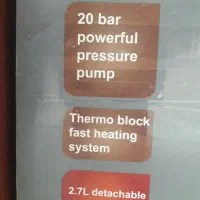 20 bar
powerful
pressure
pump
Thermo block
fast heating
system
2.7L detachable